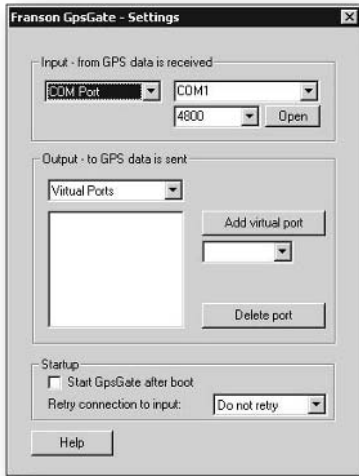 Franson GpsGate - Settings
Input - from GPS data is received
COM Port
COM1
4800
Open
Output - to GPS data is sent
Virtual Ports
Add virtual port
Delete port
Startup
Start GpsGate after boot
Retry connection to input:
Do not retry
Help